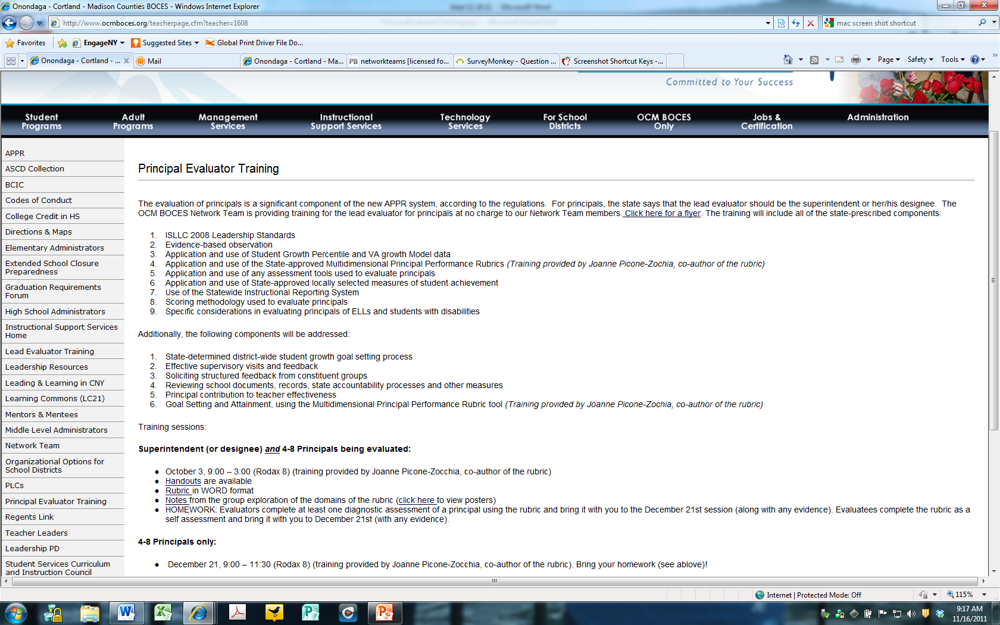 Onondaga - Cortland - Madison Counties BOCES - Windows Internet Explorer
http://www.ocmboces.org/teacherpage.cfm?teacher=1608
mac screen shot shortcut
Favorites
EngageNY
Suggested Sites
Global Print Driver File Do...
Onondaga - Cortland - ...
Mail
Onondaga - Cortland - Ma...
PB networkteams [licensed fo...
SurveyMonkey - Question ...
Screenshot Shortcut Keys -...
Page
Safety
Tools
Committed to Your Success
Student Programs
Adult Programs
Management Services
Instructional Support Services
Technology Services
For School Districts
OCM BOCES Only
Jobs & Certification
Administration
APPR
ASCD Collection
BCIC
Codes of Conduct
College Credit in HS
Directions & Maps
Elementary Administrators
Extended School Closure
Preparedness
Graduation Requirements
Forum
High School Administrators
Instructional Support Services
Home
Lead Evaluator Training
Leadership Resources
Leading & Learning in CNY
Learning Commons (LC21)
Mentors & Mentees
Middle Level Administrators
Network Team
Organizational Options for
School Districts
PLCs
Principal Evaluator Training
Regents Link
Teacher Leaders
Leadership PD
Student Services Curriculum
and Instruction Council
Principal Evaluator Training
The evaluation of principals is a significant component of the new APPR system, according to the regulations.  For principals, the state says that the lead evaluator should be the superintendent or her/his designee.  The
OCM BOCES Network Team is providing training for the lead evaluator for principals at no charge to our Network Team members. Click here for a flyer. The training will include all of the state-prescribed components:
1. ISLLC 2008 Leadership Standards
2. Evidence-based observation
3. Application and use of Student Growth Percentile and VA growth Model data
4. Application and use of the State-approved Multidimensional Principal Performance Rubrics (Training provided by Joanne Picone-Zochia, co-author of the rubric)
5. Application and use of any assessment tools used to evaluate principals
6. Application and use of State-approved locally selected measures of student achievement
7. Use of the Statewide Instructional Reporting System
8. Scoring methodology used to evaluate principals
9. Specific considerations in evaluating principals of ELLs and students with disabilities
Additionally, the following components will be addressed:
1. State-determined district-wide student growth goal setting process
2. Effective supervisory visits and feedback
3. Soliciting structured feedback from constituent groups
4. Reviewing school documents, records, state accountability processes and other measures
5. Principal contribution to teacher effectiveness
6. Goal Setting and Attainment, using the Multidimensional Principal Performance Rubric tool (Training provided by Joanne Picone-Zochia, co-author of the rubric)
Training sessions:
Superintendent (or designee) and 4-8 Principals being evaluated:
● October 3, 9:00 – 3:00 (Rodax 8) (training provided by Joanne Picone-Zocchia, co-author of the rubric)
● Handouts are available
● Rubric in WORD format
● Notes from the group exploration of the domains of the rubric (click here to view posters)
● HOMEWORK: Evaluators complete at least one diagnostic assessment of a principal using the rubric and bring it with you to the December 21st session (along with any evidence). Evaluatees complete the rubric as a
self assessment and bring it with you to December 21st (with any evidence).
4-8 Principals only:
● December 21, 9:00 – 11:30 (Rodax 8) (training provided by Joanne Picone-Zocchia, co-author of the rubric). Bring your homework (see ablove)!
Internet | Protected Mode: Off
115%
9:17 AM
11/16/2011